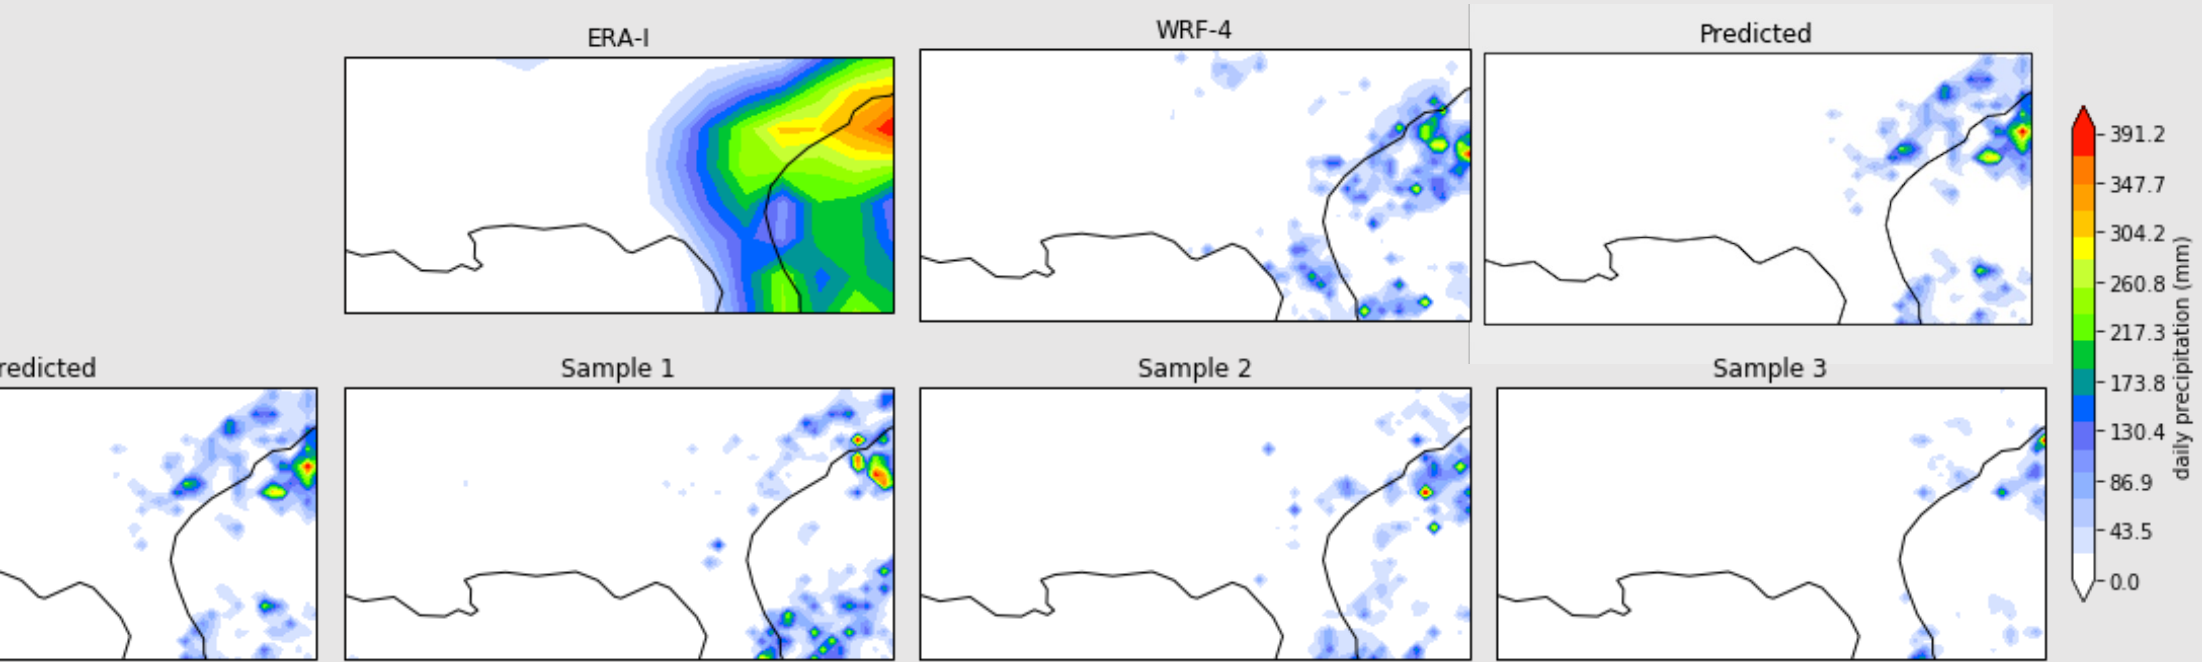 ERA-I
WRF-4
Predicted
391.2
347.7
304.2
260.8
217.3
173.8
130.4
86.9
43.5
0.0
daily precipitation (mm)
redicted
Sample 1
Sample 2
Sample 3